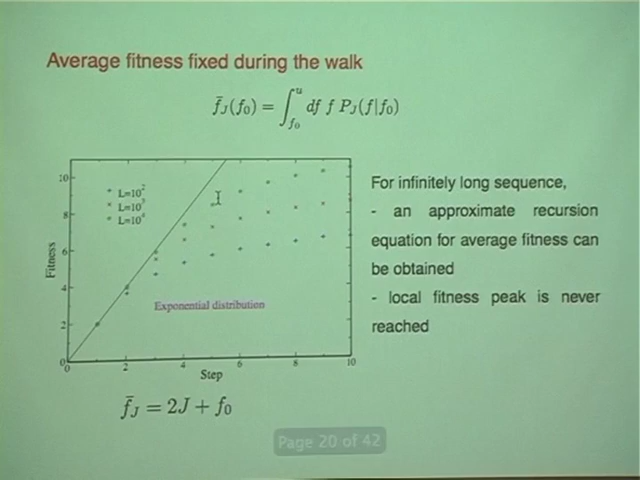 Average fitness fixed during the walk
f̄_J(f_0) = ∫_{f_0}^{u} df f P_J(f|f_0)
10
8
6
4
2
0
Fitness
L=10^2
L=10^3
L=10^4
Exponential distribution
0 2 4 6 8 10
Step
f̄_J = 2J + f_0
For infinitely long sequence,
- an approximate recursion
equation for average fitness can
be obtained
- local fitness peak is never
reached
Page 20 of 42